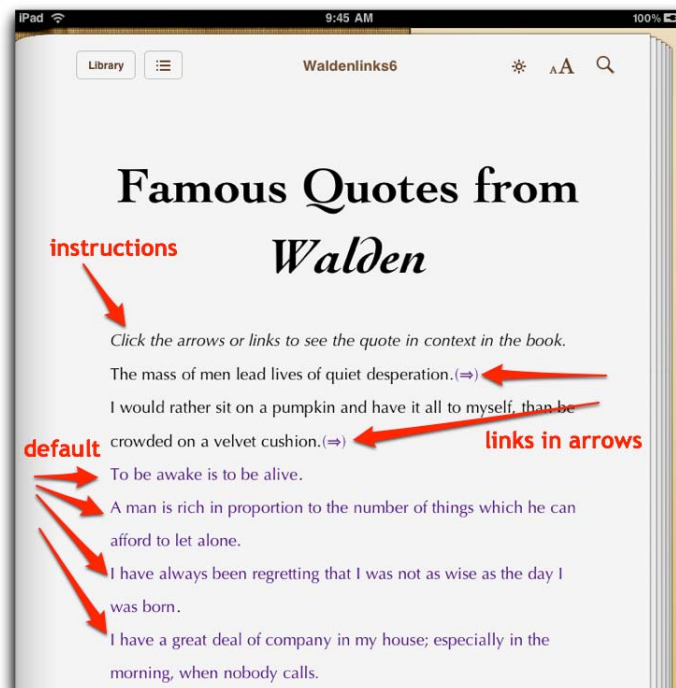 iPad 9:45 AM 100%
Library Waldenlinks6 AA
Famous Quotes from
Walden
instructions
Click the arrows or links to see the quote in context in the book.
The mass of men lead lives of quiet desperation.(⇒)
I would rather sit on a pumpkin and have it all to myself, than be
crowded on a velvet cushion.(⇒)
links in arrows
default
To be awake is to be alive.
A man is rich in proportion to the number of things which he can
afford to let alone.
I have always been regretting that I was not as wise as the day I
was born.
I have a great deal of company in my house; especially in the
morning, when nobody calls.